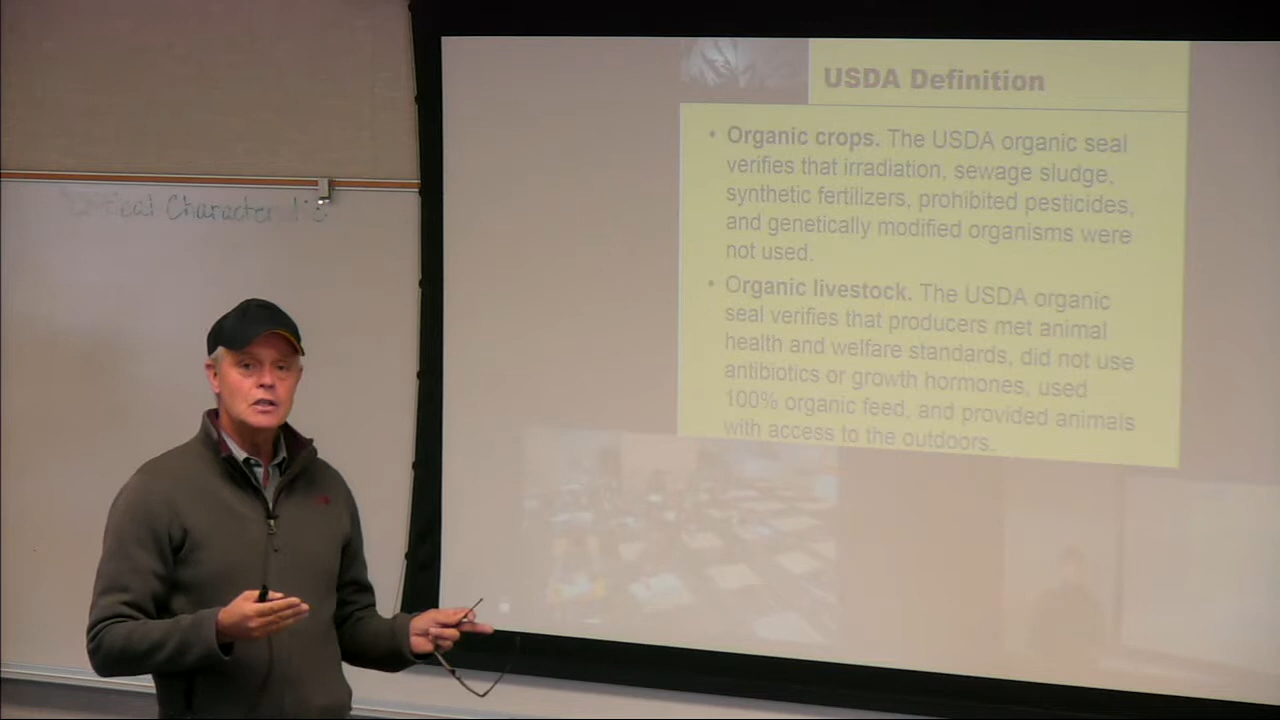 USDA Definition
• Organic crops. The USDA organic seal
verifies that irradiation, sewage sludge,
synthetic fertilizers, prohibited pesticides,
and genetically modified organisms were
not used.
• Organic livestock. The USDA organic
seal verifies that producers met animal
health and welfare standards, did not use
antibiotics or growth hormones, used
100% organic feed, and provided animals
with access to the outdoors.
Character